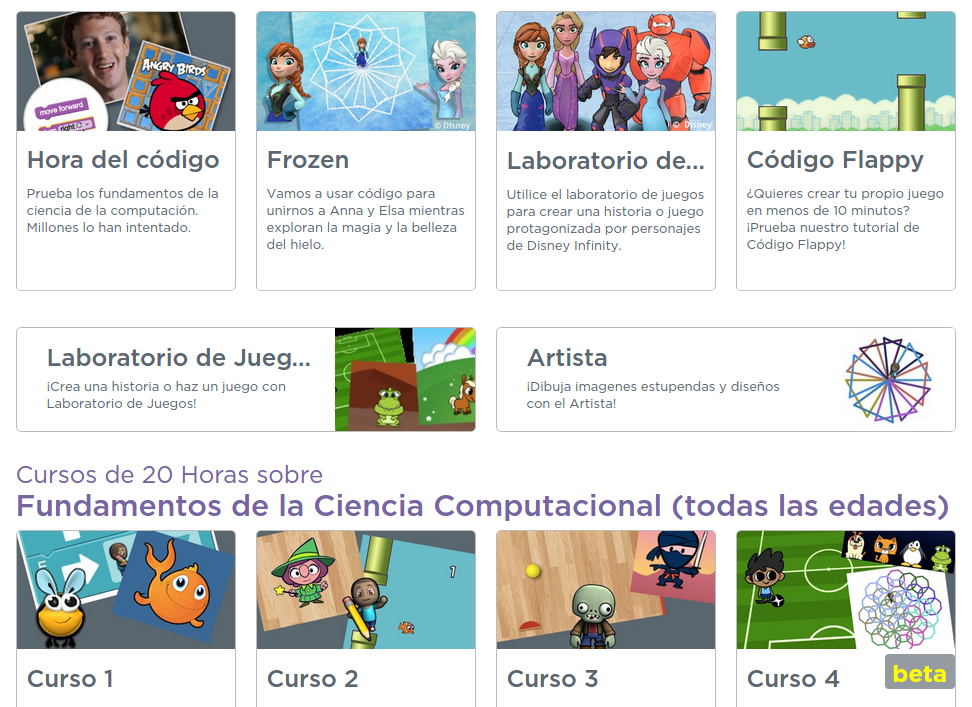 ANGRY BIRDS
move forward
right
© Disney
© Disney
Hora del código
Frozen
Laboratorio de...
Código Flappy
Prueba los fundamentos de la
ciencia de la computación.
Millones lo han intentado.
Vamos a usar código para
unirnos a Anna y Elsa mientras
exploran la magia y la belleza
del hielo.
Utilice el laboratorio de juegos
para crear una historia o juego
protagonizada por personajes
de Disney Infinity.
¿Quieres crear tu propio juego
en menos de 10 minutos?
¡Prueba nuestro tutorial de
Código Flappy!
Laboratorio de Jueg...
¡Crea una historia o haz un juego con
Laboratorio de Juegos!
Artista
¡Dibuja imagenes estupendas y diseños
con el Artista!
Cursos de 20 Horas sobre
Fundamentos de la Ciencia Computacional (todas las edades)
1
Curso 1
Curso 2
Curso 3
Curso 4
beta